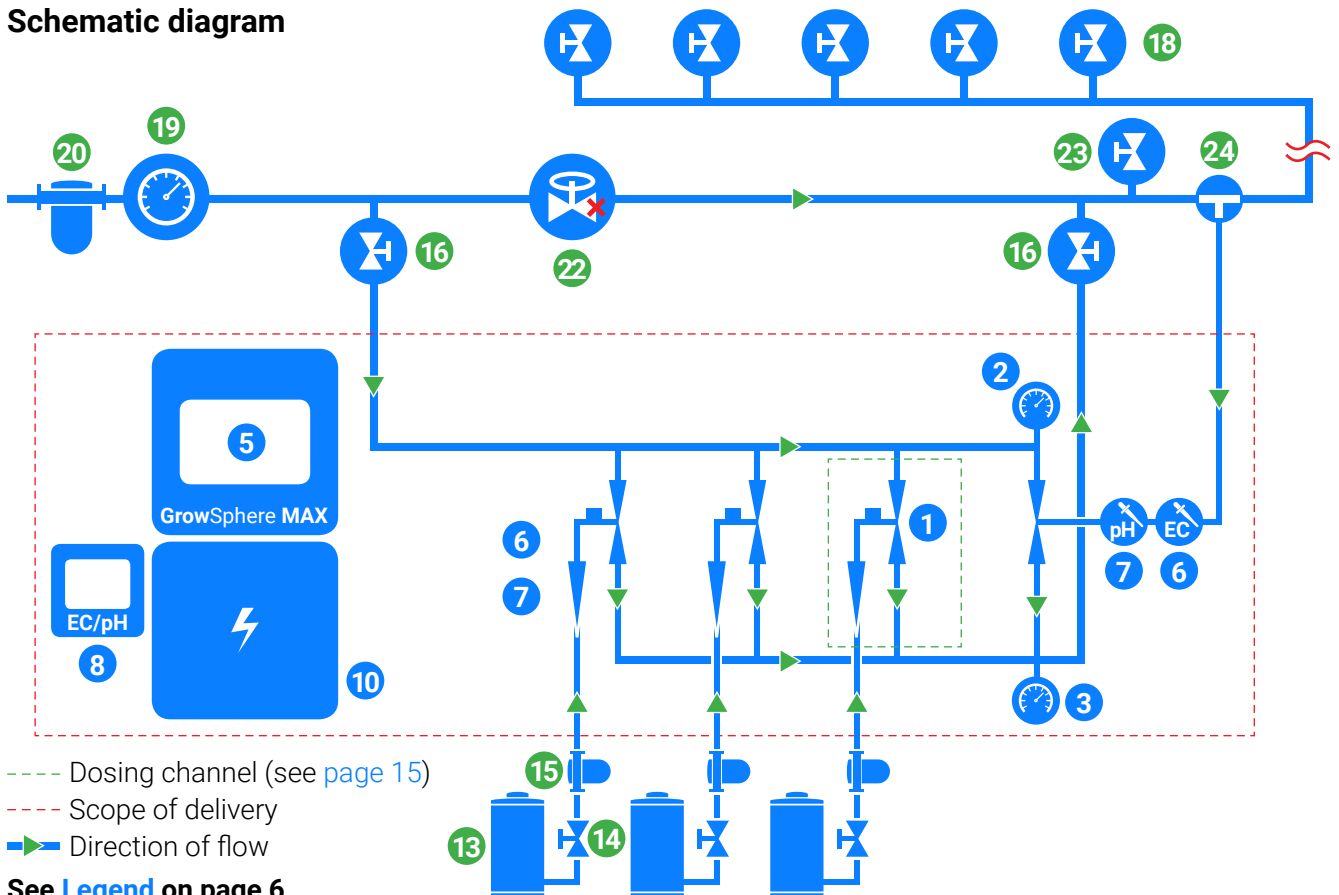 Schematic diagram
18
19
20
23
24
16
22
16
2
5
GrowSphere MAX
1
6
pH
EC
7
7
6
EC/pH
8
10
3
Dosing channel (see page 15)
15
Scope of delivery
13
14
Direction of flow
See Legend on page 6